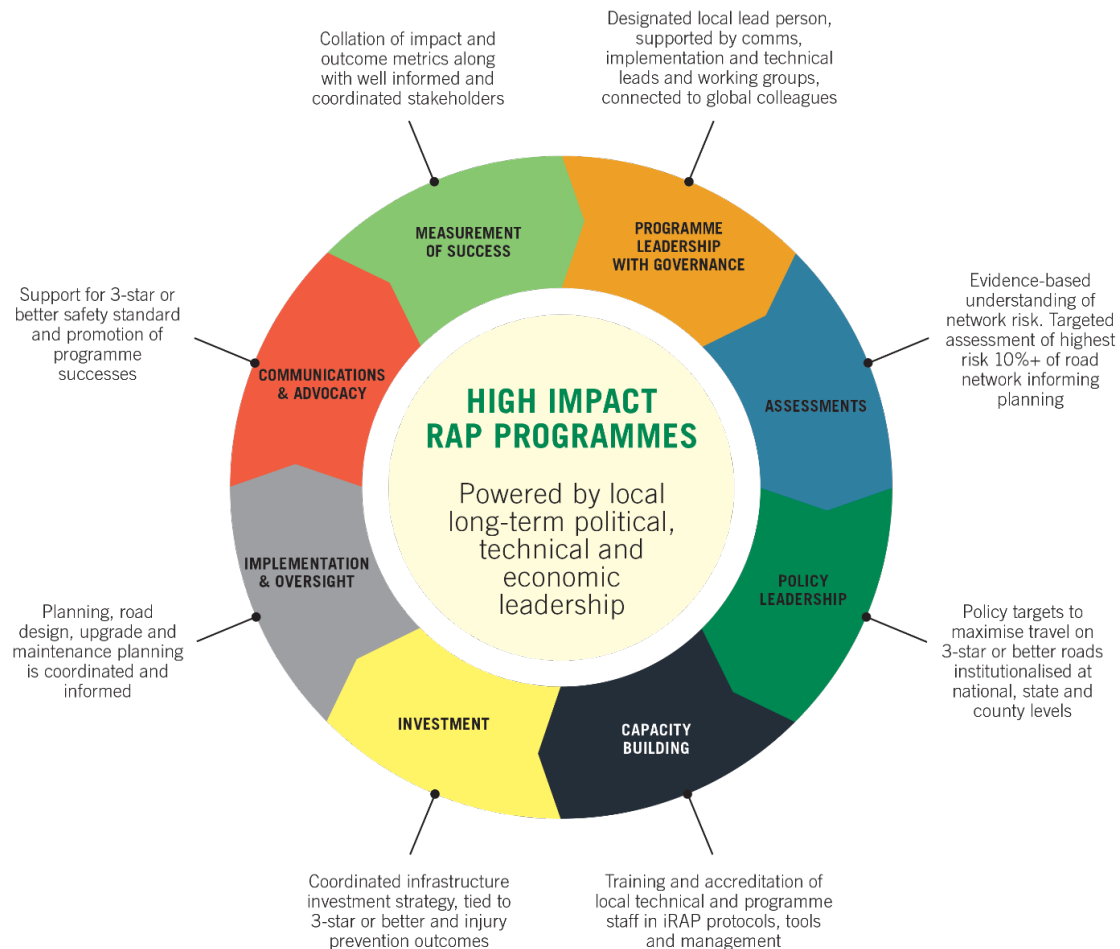 Collation of impact and
outcome metrics along
with well informed and
coordinated stakeholders
Designated local lead person,
supported by comms,
implementation and technical
leads and working groups,
connected to global colleagues
MEASUREMENT
OF SUCCESS
PROGRAMME
LEADERSHIP
WITH GOVERNANCE
Support for 3-star or
better safety standard
and promotion of
programme
successes
Evidence-based
understanding of
network risk. Targeted
assessment of highest
risk 10%+ of road
network informing
planning
COMMUNICATIONS
& ADVOCACY
ASSESSMENTS
HIGH IMPACT
RAP PROGRAMMES
Powered by local
long-term political,
technical and
economic
leadership
IMPLEMENTATION
& OVERSIGHT
POLICY
LEADERSHIP
Planning, road
design, upgrade and
maintenance planning
is coordinated and
informed
Policy targets to
maximise travel on
3-star or better roads
institutionalised at
national, state and
county levels
INVESTMENT
CAPACITY
BUILDING
Coordinated infrastructure
investment strategy, tied to
3-star or better and injury
prevention outcomes
Training and accreditation of
local technical and programme
staff in iRAP protocols, tools
and management